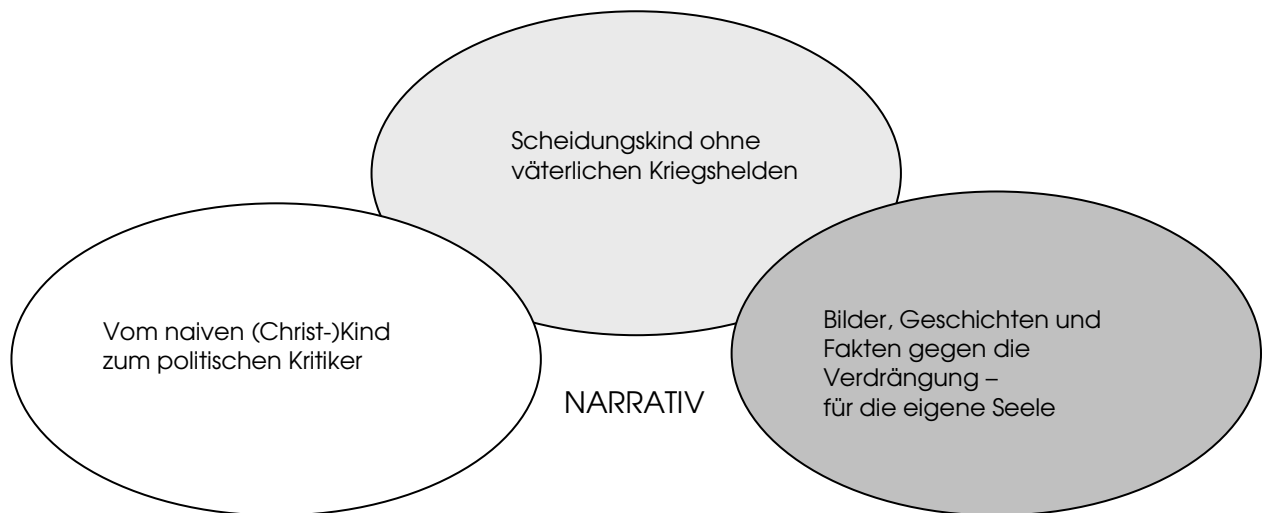 Scheidungskind ohne
väterlichen Kriegshelden
Vom naiven (Christ-)Kind
zum politischen Kritiker
Bilder, Geschichten und
Fakten gegen die
Verdrängung –
für die eigene Seele
NARRATIV